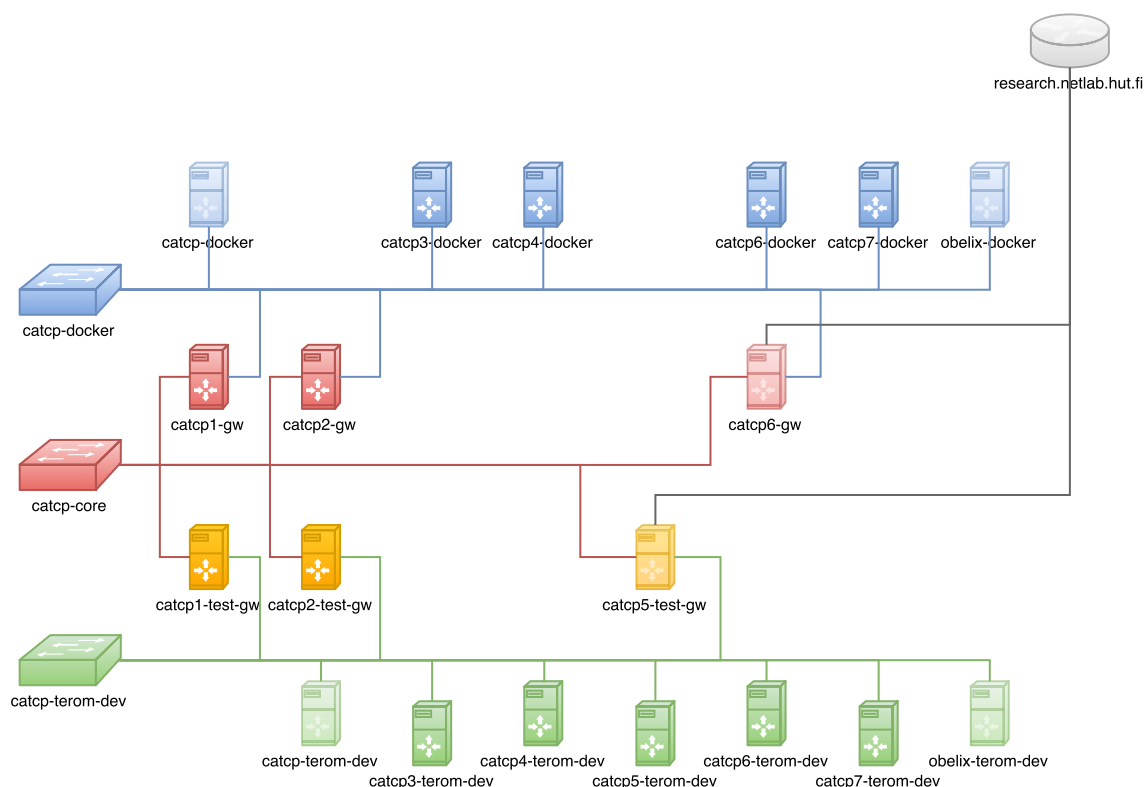 research.netlab.hut.fi
catcp-docker
catcp3-docker
catcp4-docker
catcp6-docker
catcp7-docker
obelix-docker
catcp-docker
catcp1-gw
catcp2-gw
catcp6-gw
catcp-core
catcp1-test-gw
catcp2-test-gw
catcp5-test-gw
catcp-terom-dev
catcp-terom-dev
catcp4-terom-dev
catcp6-terom-dev
obelix-terom-dev
catcp3-terom-dev
catcp5-terom-dev
catcp7-terom-dev